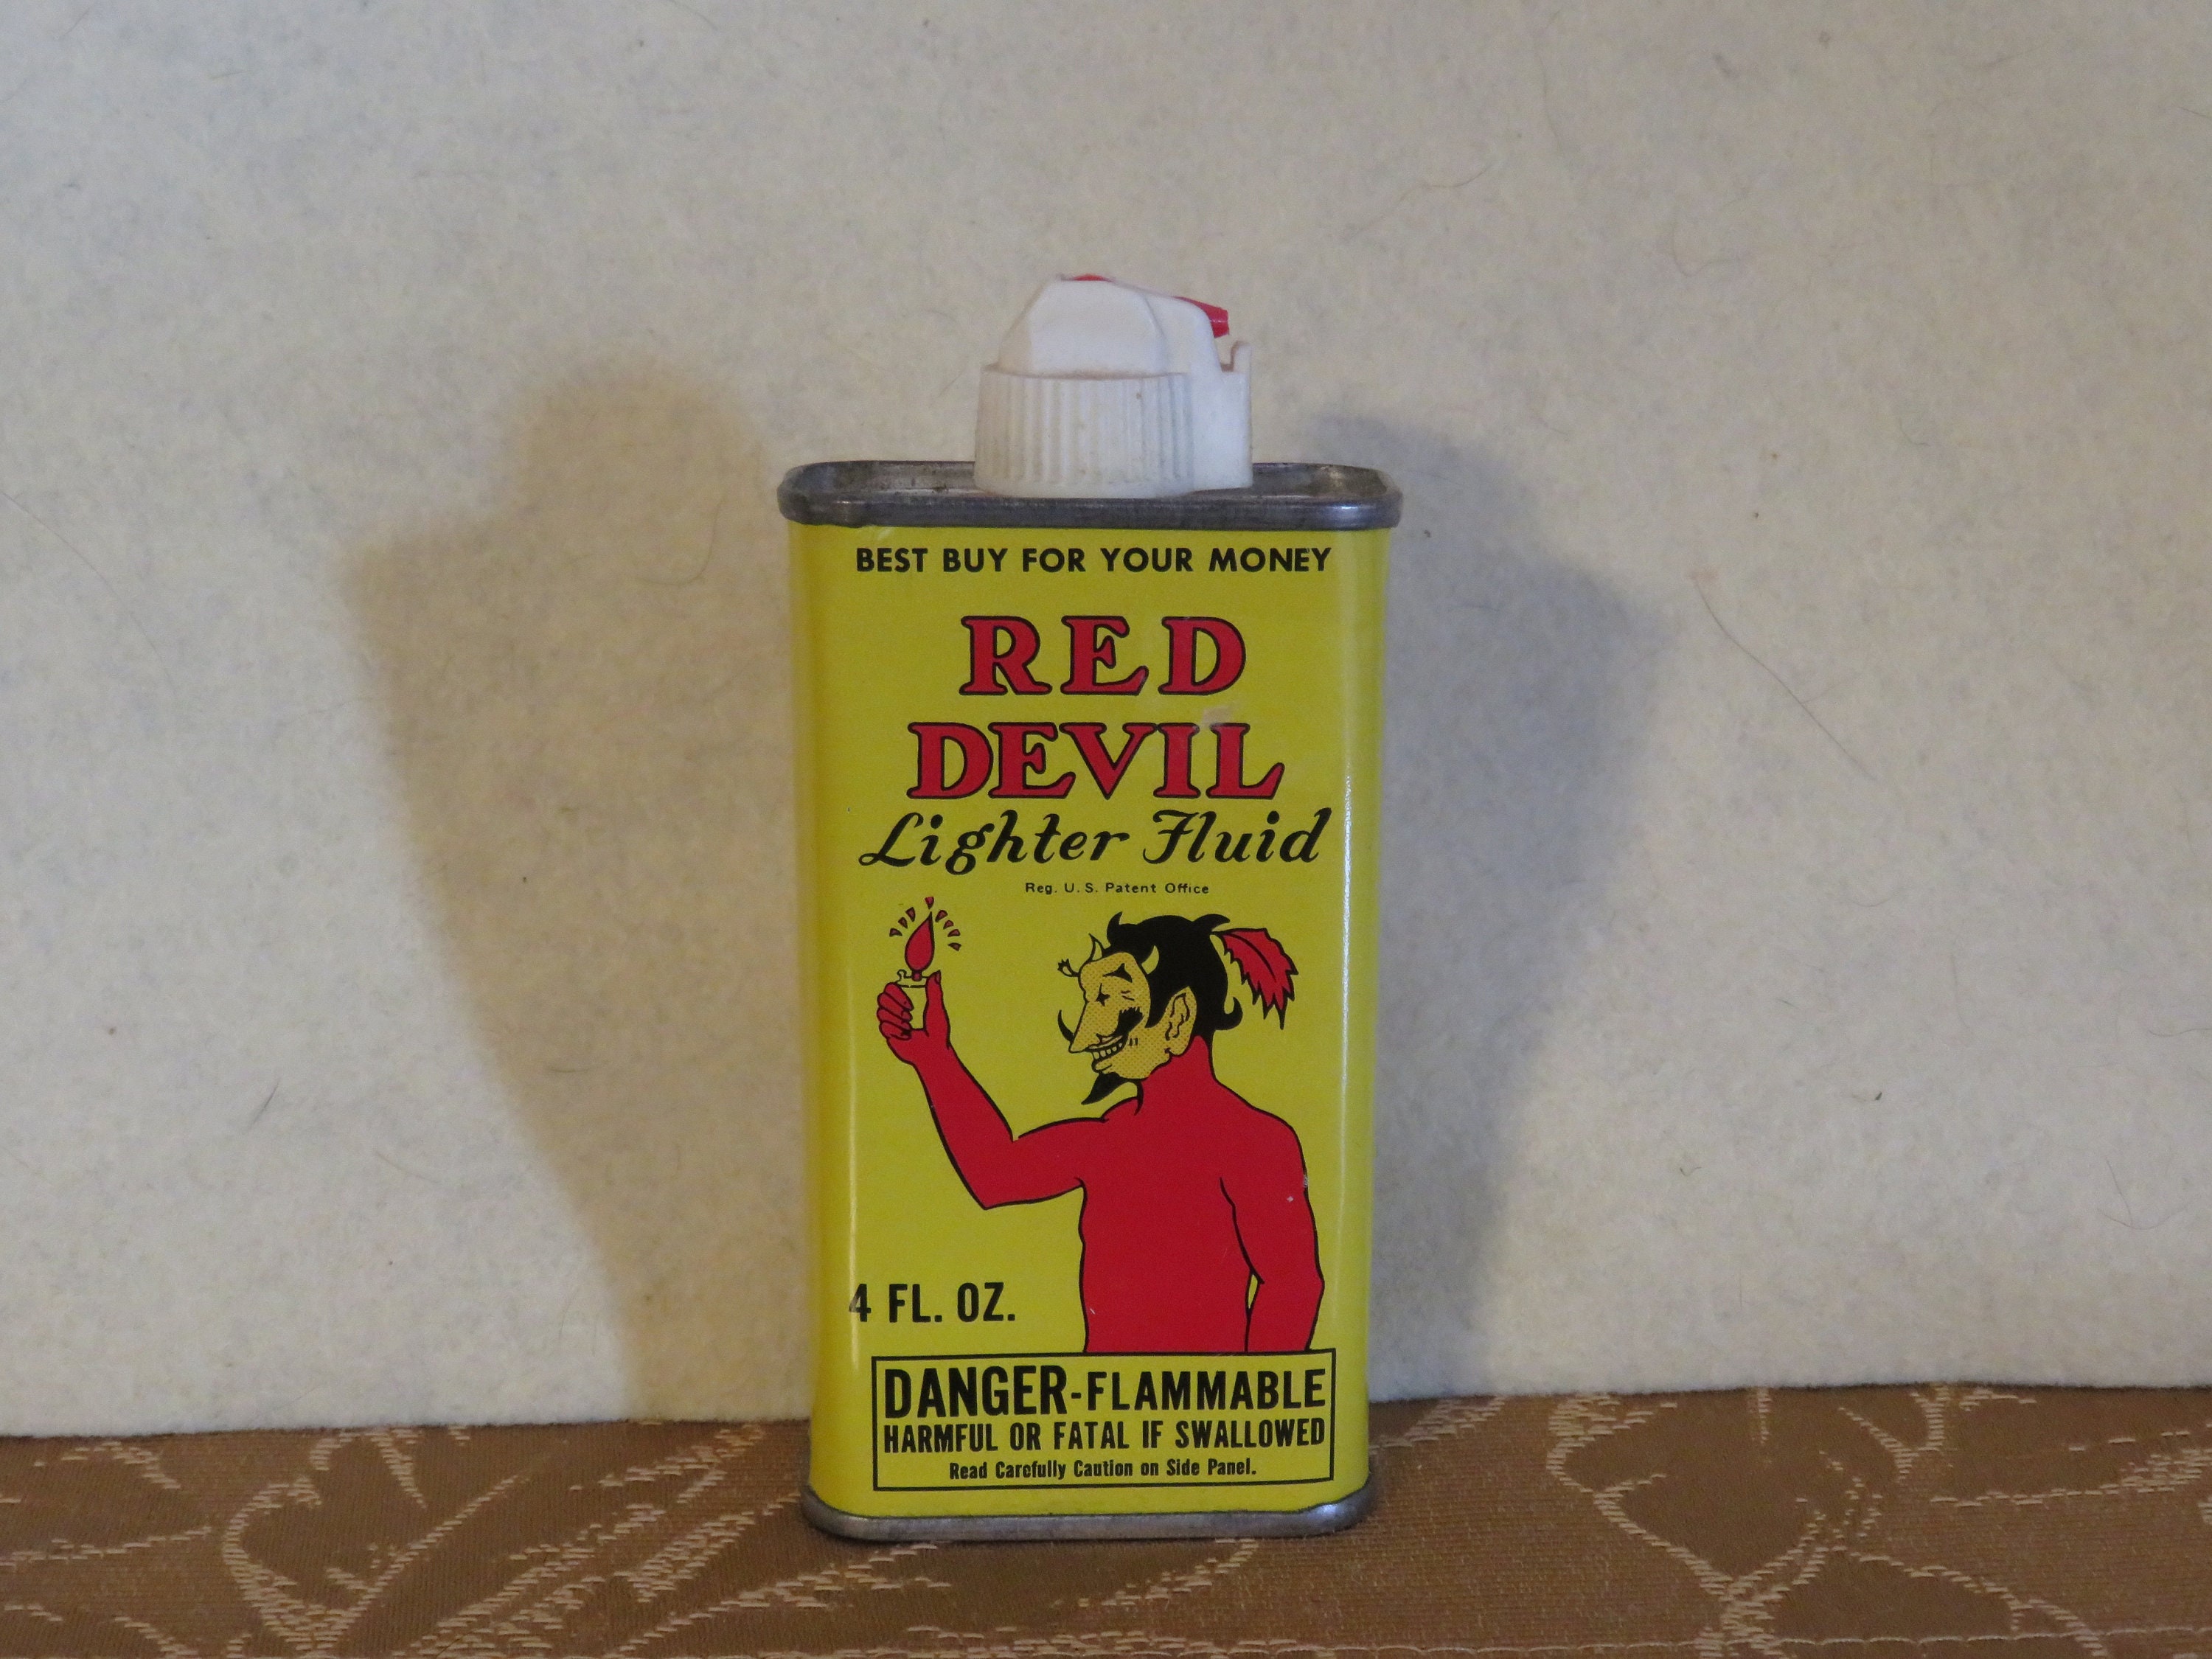 BEST BUY FOR YOUR MONEY
RED
DEVIL
Lighter Fluid
Reg. U. S. Patent Office
4 FL. OZ.
DANGER-FLAMMABLE
HARMFUL OR FATAL IF SWALLOWED
Read Carefully Caution on Side Panel.